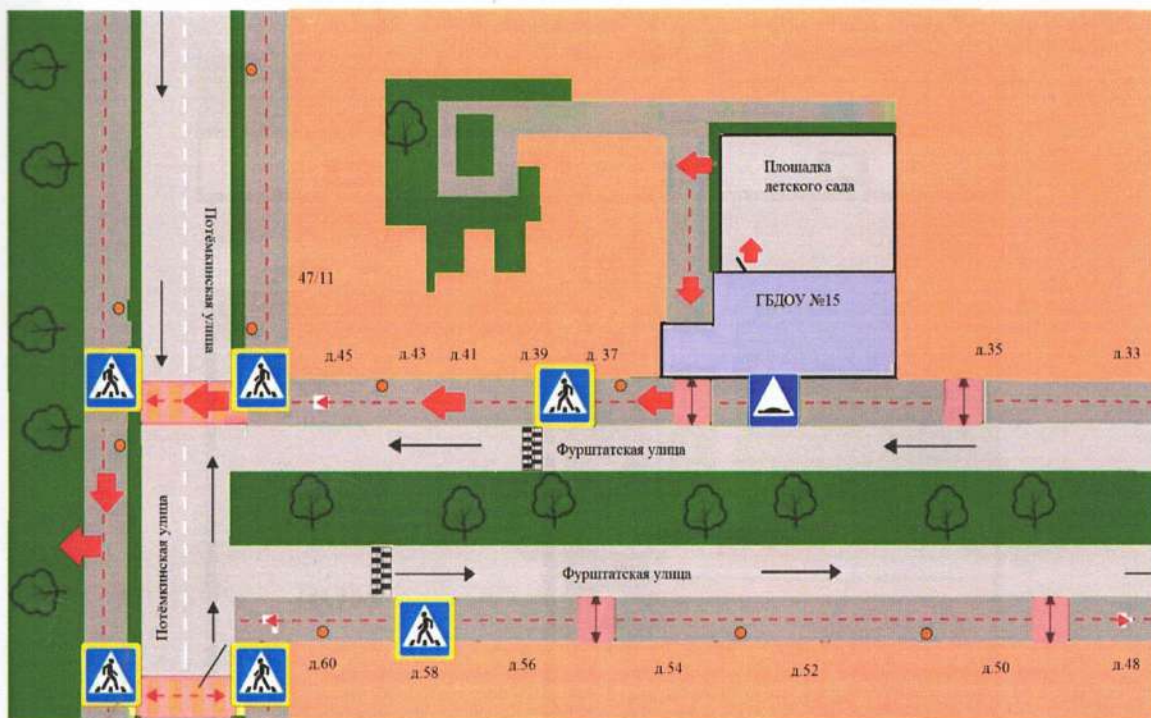 Площадка
детского сада
Потёмкинская улица
47/11
ГБДОУ №15
д.45
д.43
д.41
д.39
д. 37
д.35
д.33
Фурштатская улица
Потёмкинская улица
Фурштатская улица
д.60
д.58
д.56
д.54
д.52
д.50
д.48